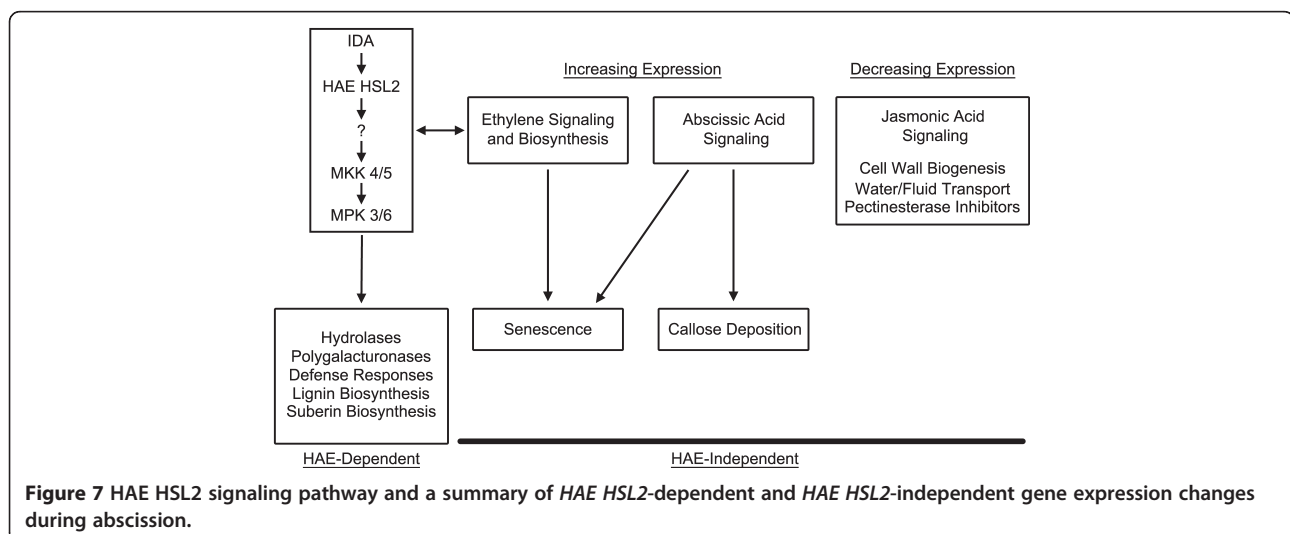 IDA
HAE HSL2
?
MKK 4/5
MPK 3/6
Increasing Expression
Ethylene Signaling
and Biosynthesis
Abscissic Acid
Signaling
Decreasing Expression
Jasmonic Acid
Signaling
Cell Wall Biogenesis
Water/Fluid Transport
Pectinesterase Inhibitors
Hydrolases
Polygalacturonases
Defense Responses
Lignin Biosynthesis
Suberin Biosynthesis
Senescence
Callose Deposition
HAE-Dependent
HAE-Independent
Figure 7 HAE HSL2 signaling pathway and a summary of HAE HSL2-dependent and HAE HSL2-independent gene expression changes
during abscission.